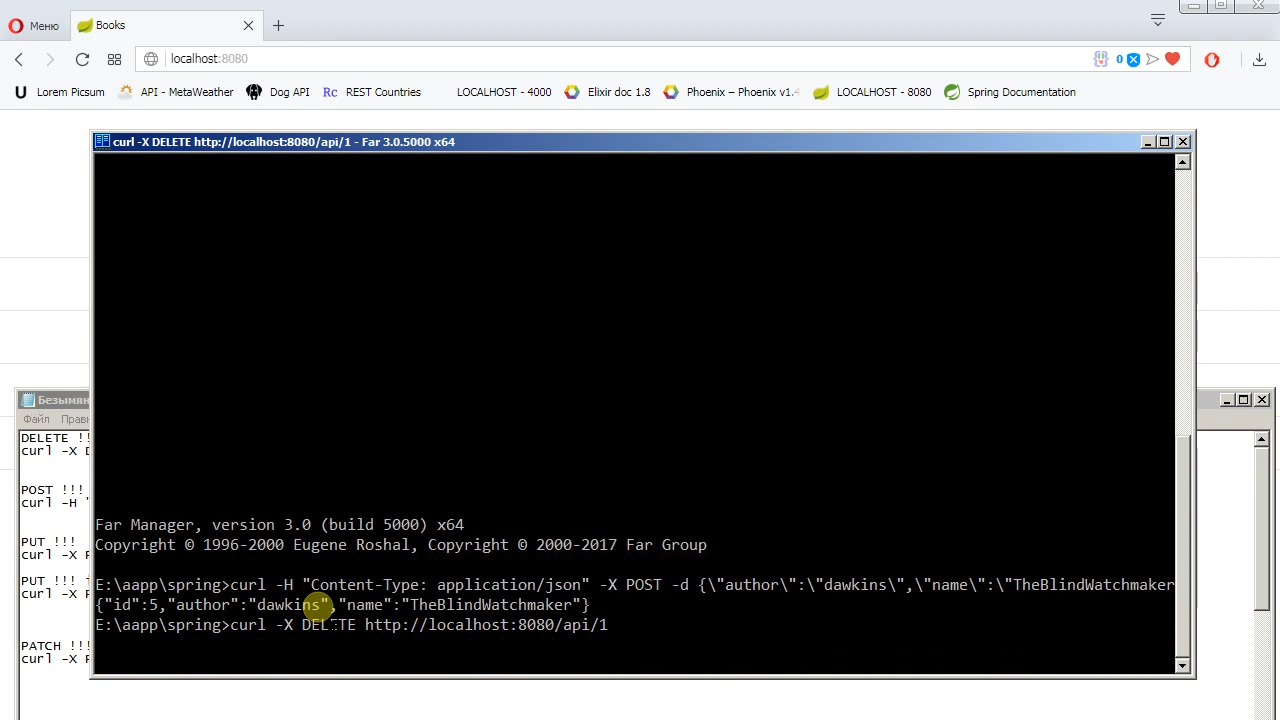 Меню
Books
localhost:8080
0
U Lorem Picsum
API - MetaWeather
Dog API
Rc REST Countries
LOCALHOST - 4000
Elixir doc 1.8
Phoenix – Phoenix v1.4
LOCALHOST - 8080
Spring Documentation
curl -X DELETE http://localhost:8080/api/1 - Far 3.0.5000 x64
Far Manager, version 3.0 (build 5000) x64
Copyright © 1996-2000 Eugene Roshal, Copyright © 2000-2017 Far Group
E:\aapp\spring>curl -H "Content-Type: application/json" -X POST -d {\"author\":\"dawkins\",\"name\":\"TheBlindWatchmaker
{"id":5,"author":"dawkins","name":"TheBlindWatchmaker"}
E:\aapp\spring>curl -X DELETE http://localhost:8080/api/1
Безымян
Файл Правк
DELETE !!
curl -X D
POST !!!
curl -H "
PUT !!!
curl -X P
PUT !!!
curl -X P
PATCH !!!
curl -X P